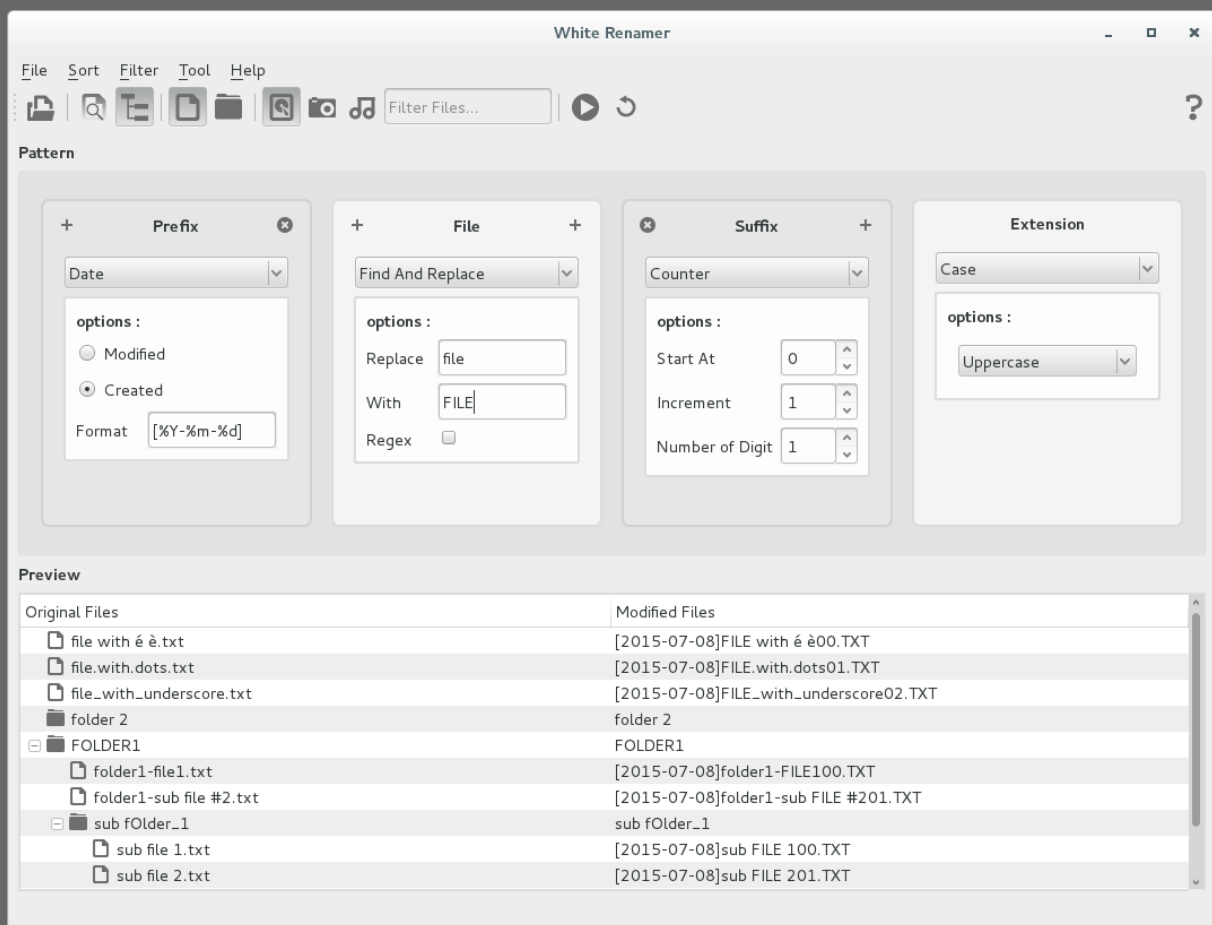 White Renamer
File Sort Filter Tool Help
Filter Files...
?
Pattern
Prefix
Date
options :
Modified
Created
Format [%Y-%m-%d]
File
Find And Replace
options :
Replace file
With FILE
Regex
Suffix
Counter
options :
Start At 0
Increment 1
Number of Digit 1
Extension
Case
options :
Uppercase
Preview
Original Files Modified Files
file with é è.txt [2015-07-08]FILE with é è00.TXT
file.with.dots.txt [2015-07-08]FILE.with.dots01.TXT
file_with_underscore.txt [2015-07-08]FILE_with_underscore02.TXT
folder 2 folder 2
FOLDER1 FOLDER1
folder1-file1.txt [2015-07-08]folder1-FILE100.TXT
folder1-sub file #2.txt [2015-07-08]folder1-sub FILE #201.TXT
sub fOlder_1 sub fOlder_1
sub file 1.txt [2015-07-08]sub FILE 100.TXT
sub file 2.txt [2015-07-08]sub FILE 201.TXT